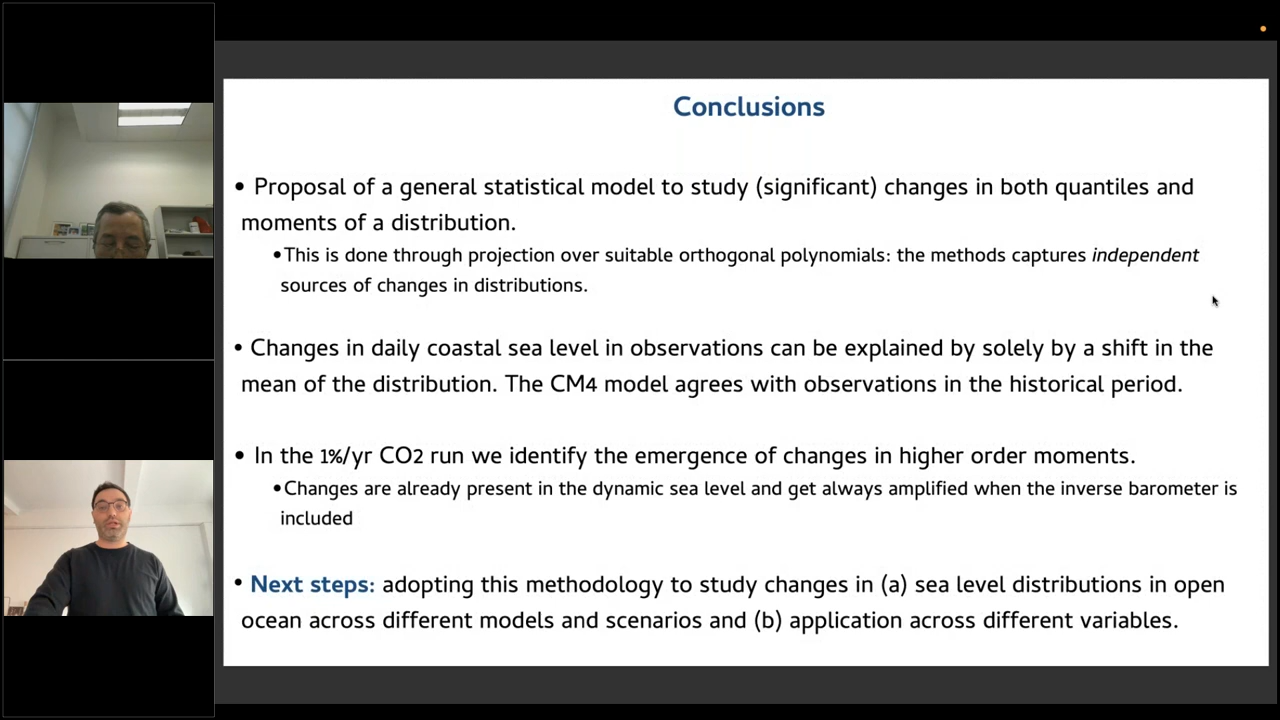 Conclusions
• Proposal of a general statistical model to study (significant) changes in both quantiles and
moments of a distribution.
•This is done through projection over suitable orthogonal polynomials: the methods captures independent
sources of changes in distributions.
• Changes in daily coastal sea level in observations can be explained by solely by a shift in the
mean of the distribution. The CM4 model agrees with observations in the historical period.
• In the 1%/yr CO2 run we identify the emergence of changes in higher order moments.
•Changes are already present in the dynamic sea level and get always amplified when the inverse barometer is
included
• Next steps: adopting this methodology to study changes in (a) sea level distributions in open
ocean across different models and scenarios and (b) application across different variables.